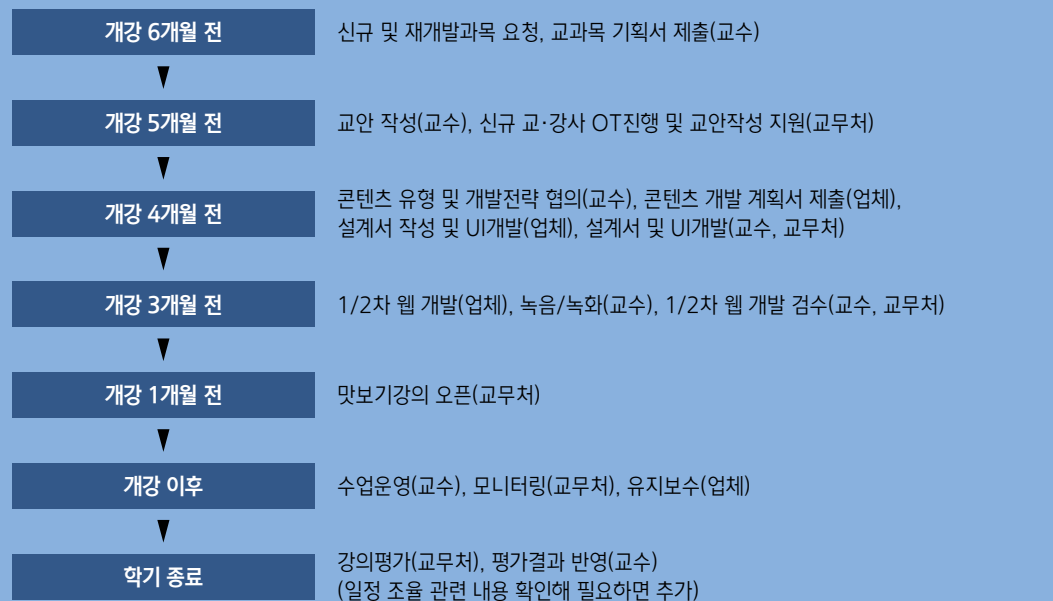 개강 6개월 전
신규 및 재개발과목 요청, 교과목 기획서 제출(교수)
개강 5개월 전
교안 작성(교수), 신규 교·강사 OT진행 및 교안작성 지원(교무처)
개강 4개월 전
콘텐츠 유형 및 개발전략 협의(교수), 콘텐츠 개발 계획서 제출(업체),
설계서 작성 및 UI개발(업체), 설계서 및 UI개발(교수, 교무처)
개강 3개월 전
1/2차 웹 개발(업체), 녹음/녹화(교수), 1/2차 웹 개발 검수(교수, 교무처)
개강 1개월 전
맛보기강의 오픈(교무처)
개강 이후
수업운영(교수), 모니터링(교무처), 유지보수(업체)
학기 종료
강의평가(교무처), 평가결과 반영(교수)
(일정 조율 관련 내용 확인해 필요하면 추가)